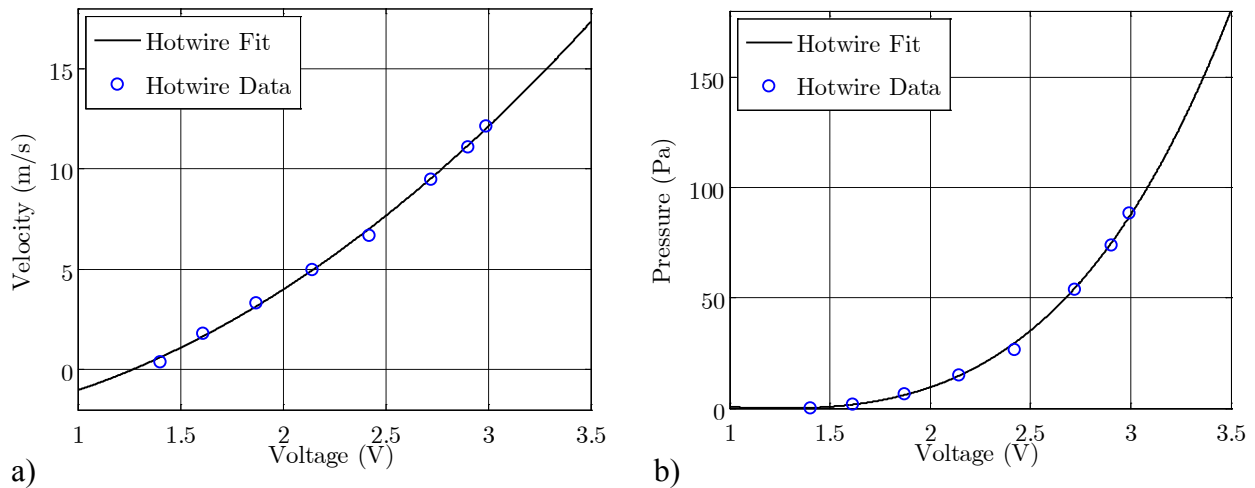 Hotwire Fit
Hotwire Data
Velocity (m/s)
15
10
5
0
1
1.5
2
2.5
3
3.5
Voltage (V)
a)
Hotwire Fit
Hotwire Data
Pressure (Pa)
150
100
50
0
1
1.5
2
2.5
3
3.5
Voltage (V)
b)